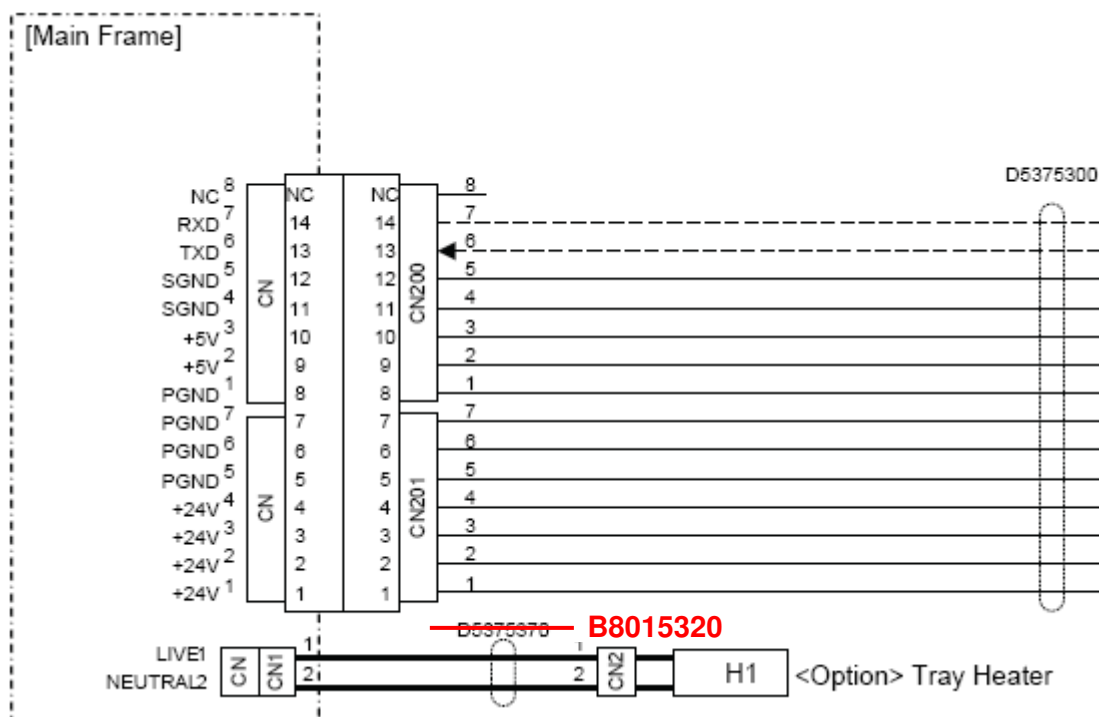 [Main Frame]
D5375300
NC 8 NC NC 8
RXD 7 14 14 7
TXD 6 13 13 6
SGND 5 12 12 5
SGND 4 11 11 4
+5V 3 10 10 3
+5V 2 9 9 2
PGND 1 8 8 1
CN CN200
PGND 7 7 7 7
PGND 6 6 6 6
PGND 5 5 5 5
+24V 4 4 4 4
+24V 3 3 3 3
+24V 2 2 2 2
+24V 1 1 1 1
CN CN201
D5375370 B8015320
LIVE1 1 1
NEUTRAL2 CN CN1 2 2 CN2 H1 <Option> Tray Heater